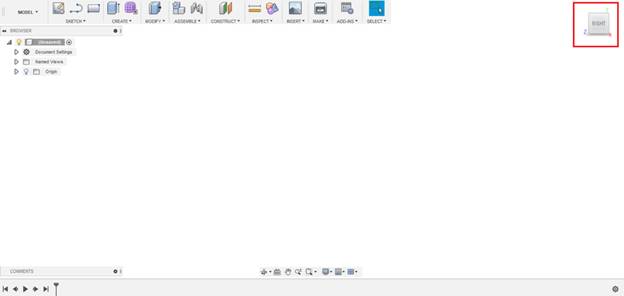 MODEL
SKETCH CREATE MODIFY ASSEMBLE CONSTRUCT INSPECT INSERT MAKE ADD-INS SELECT
BROWSER
(Unsaved)
Document Settings
Named Views
Origin
RIGHT
Z
COMMENTS